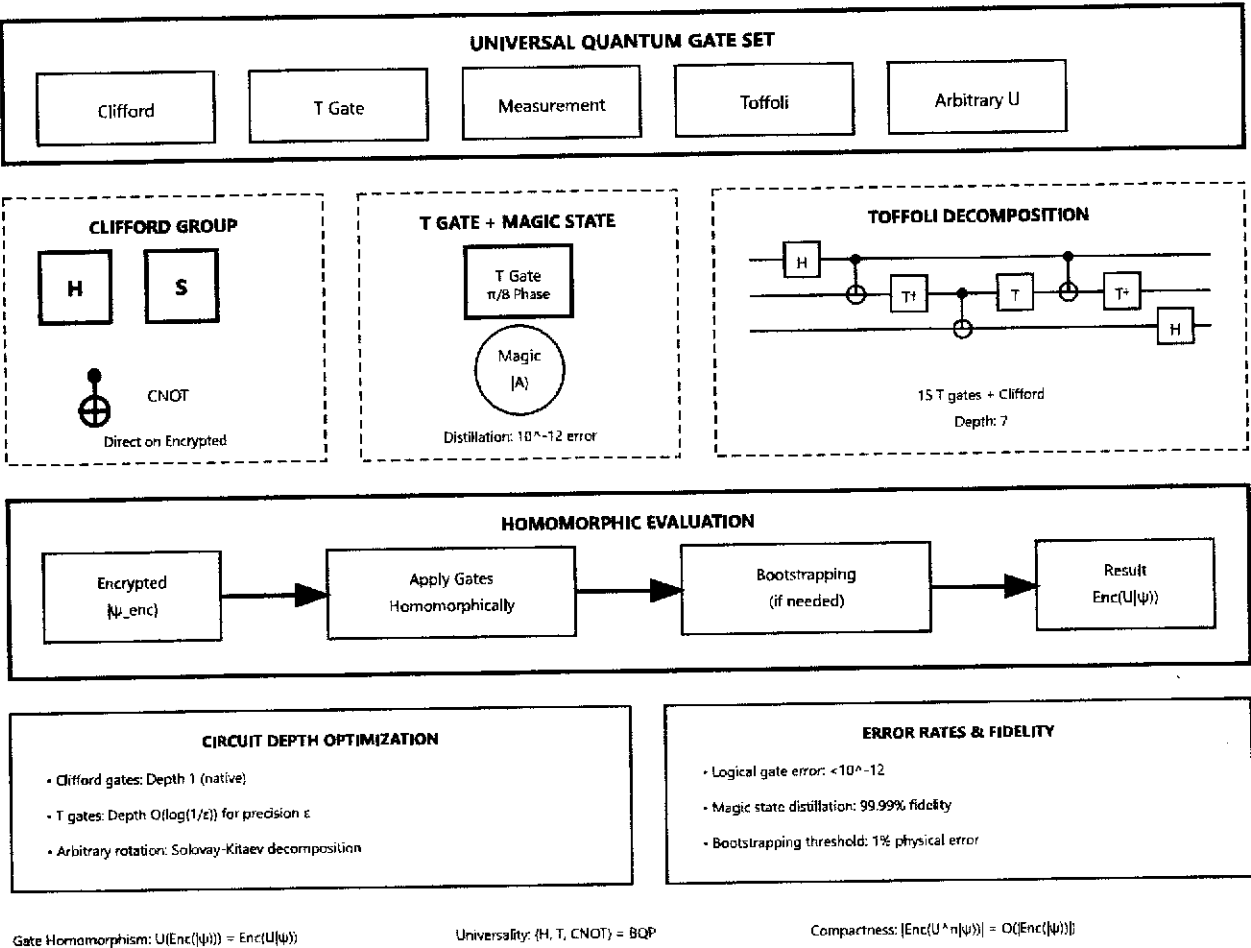 UNIVERSAL QUANTUM GATE SET
Clifford
T Gate
Measurement
Toffoli
Arbitrary U
CLIFFORD GROUP
H
S
CNOT
Direct on Encrypted
T GATE + MAGIC STATE
T Gate
π/8 Phase
Magic
|A⟩
Distillation: 10^-12 error
TOFFOLI DECOMPOSITION
H
T†
T
T†
H
15 T gates + Clifford
Depth: 7
HOMOMORPHIC EVALUATION
Encrypted
|ψ_enc⟩
Apply Gates
Homomorphically
Bootstrapping
(if needed)
Result
Enc(U|ψ⟩)
CIRCUIT DEPTH OPTIMIZATION
• Clifford gates: Depth 1 (native)
• T gates: Depth O(log(1/ε)) for precision ε
• Arbitrary rotation: Solovay-Kitaev decomposition
ERROR RATES & FIDELITY
• Logical gate error: <10^-12
• Magic state distillation: 99.99% fidelity
• Bootstrapping threshold: 1% physical error
Gate Homomorphism: U(Enc(|ψ⟩)) = Enc(U|ψ⟩)
Universality: {H, T, CNOT} = BQP
Compactness: |Enc(U^n|ψ⟩)| = O(|Enc(|ψ⟩)|)